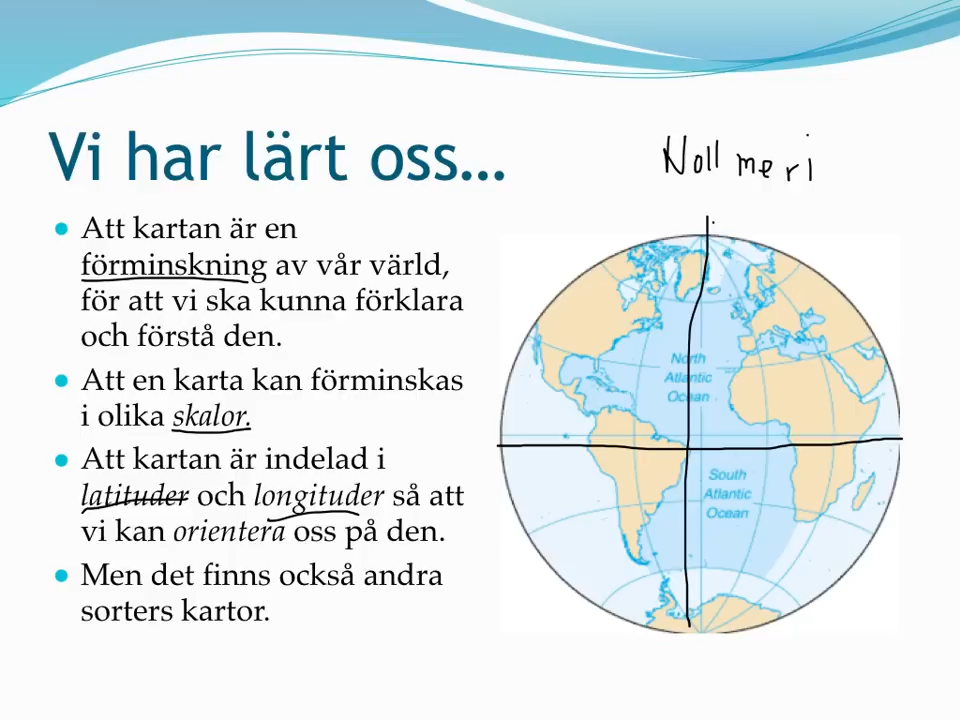 Vi har lärt oss…
Noll meri
• Att kartan är en
förminskning av vår värld,
för att vi ska kunna förklara
och förstå den.
• Att en karta kan förminskas
i olika skalor.
• Att kartan är indelad i
latituder och longituder så att
vi kan orientera oss på den.
• Men det finns också andra
sorters kartor.
North
Atlantic
Ocean
South
Atlantic
Ocean